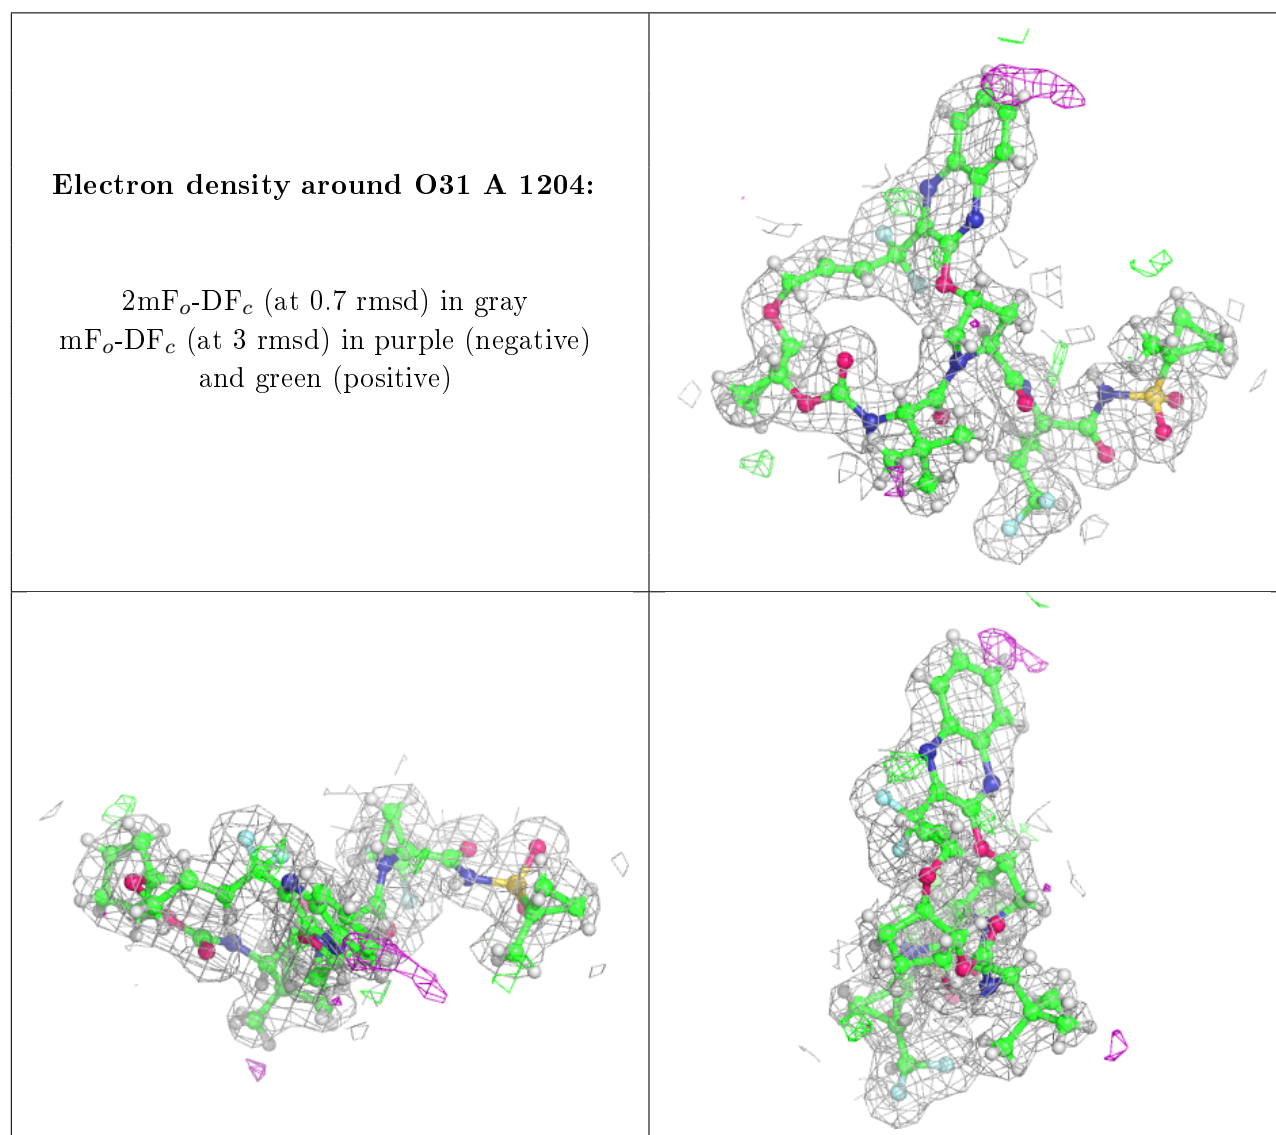 Electron density around O31 A 1204:
2mFₒ-DF𝒸 (at 0.7 rmsd) in gray
mFₒ-DF𝒸 (at 3 rmsd) in purple (negative)
and green (positive)